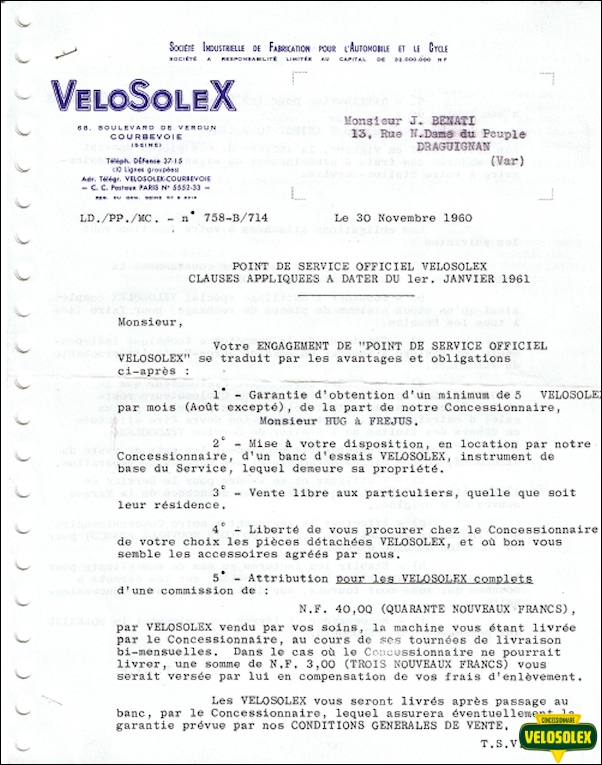 SOCIÉTÉ INDUSTRIELLE DE FABRICATION POUR L'AUTOMOBILE ET LE CYCLE
SOCIÉTÉ A RESPONSABILITÉ LIMITÉE AU CAPITAL DE 32.000.000 NF
VELOSOLEX
68, BOULEVARD DE VERDUN
COURBEVOIE
(SEINE)
Téléph. DÉfense 37-15
(10 Lignes groupées)
Adr. Télégr. VELOSOLEX-COURBEVOIE
— C. C. Postaux PARIS N° 5552-33 —
Monsieur J. BENATI
13, Rue N.Dame du Peuple
DRAGUIGNAN
(Var)
LD./PP./MC. - n° 758-B/714
Le 30 Novembre 1960
POINT DE SERVICE OFFICIEL VELOSOLEX
CLAUSES APPLIQUEES A DATER DU 1er. JANVIER 1961
Monsieur,
Votre ENGAGEMENT DE "POINT DE SERVICE OFFICIEL
VELOSOLEX" se traduit par les avantages et obligations
ci-après :
1° - Garantie d'obtention d'un minimum de 5 VELOSOL
par mois (Août excepté), de la part de notre Concessionnaire,
Monsieur HUG à FREJUS.
2° - Mise à votre disposition, en location par notre
Concessionnaire, d'un banc d'essais VELOSOLEX, instrument de
base du Service, lequel demeure sa propriété.
3° - Vente libre aux particuliers, quelle que soit
leur résidence.
4° - Liberté de vous procurer chez le Concessionnaire
de votre choix les pièces détachées VELOSOLEX, et où bon vous
semble les accessoires agréés par nous.
5° - Attribution pour les VELOSOLEX complets
d'une commission de :
N.F. 40,00 (QUARANTE NOUVEAUX FRANCS),
par VELOSOLEX vendu par vos soins, la machine vous étant livrée
par le Concessionnaire, au cours de ses tournées de livraison
bi-mensuelles. Dans le cas où le Concessionnaire ne pourrait
livrer, une somme de N.F. 3,00 (TROIS NOUVEAUX FRANCS) vous
serait versée par lui en compensation de vos frais d'enlèvement.
Les VELOSOLEX vous seront livrés après passage au
banc, par le Concessionnaire, lequel assurera éventuellement la
garantie prévue par nos CONDITIONS GENERALES DE VENTE.
T.S.V.
CONCESSIONNAIRE
VELOSOLEX